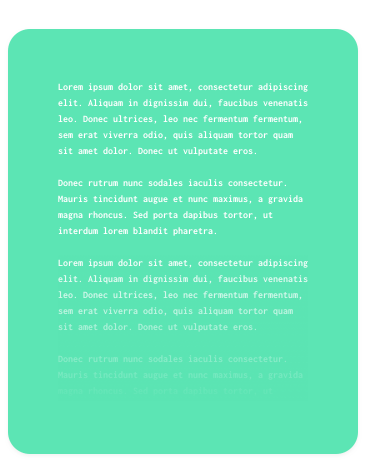 Lorem ipsum dolor sit amet, consectetur adipiscing
elit. Aliquam in dignissim dui, faucibus venenatis
leo. Donec ultrices, leo nec fermentum fermentum,
sem erat viverra odio, quis aliquam tortor quam
sit amet dolor. Donec ut vulputate eros.
Donec rutrum nunc sodales iaculis consectetur.
Mauris tincidunt augue et nunc maximus, a gravida
magna rhoncus. Sed porta dapibus tortor, ut
interdum lorem blandit pharetra.
Lorem ipsum dolor sit amet, consectetur adipiscing
elit. Aliquam in dignissim dui, faucibus venenatis
leo. Donec ultrices, leo nec fermentum fermentum,
sem erat viverra odio, quis aliquam tortor quam
sit amet dolor. Donec ut vulputate eros.
Donec rutrum nunc sodales iaculis consectetur.
Mauris tincidunt augue et nunc maximus, a gravida